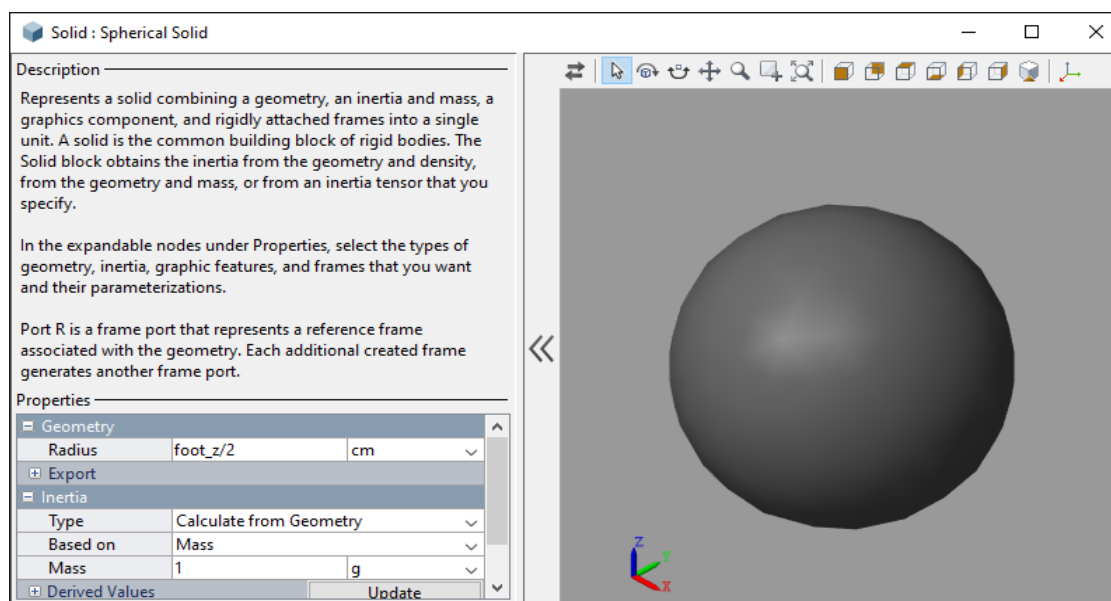 Solid : Spherical Solid
Description
Represents a solid combining a geometry, an inertia and mass, a
graphics component, and rigidly attached frames into a single
unit. A solid is the common building block of rigid bodies. The
Solid block obtains the inertia from the geometry and density,
from the geometry and mass, or from an inertia tensor that you
specify.
In the expandable nodes under Properties, select the types of
geometry, inertia, graphic features, and frames that you want
and their parameterizations.
Port R is a frame port that represents a reference frame
associated with the geometry. Each additional created frame
generates another frame port.
Properties
Geometry
Radius foot_z/2 cm
Export
Inertia
Type Calculate from Geometry
Based on Mass
Mass 1 g
Derived Values Update
Z
Y
X